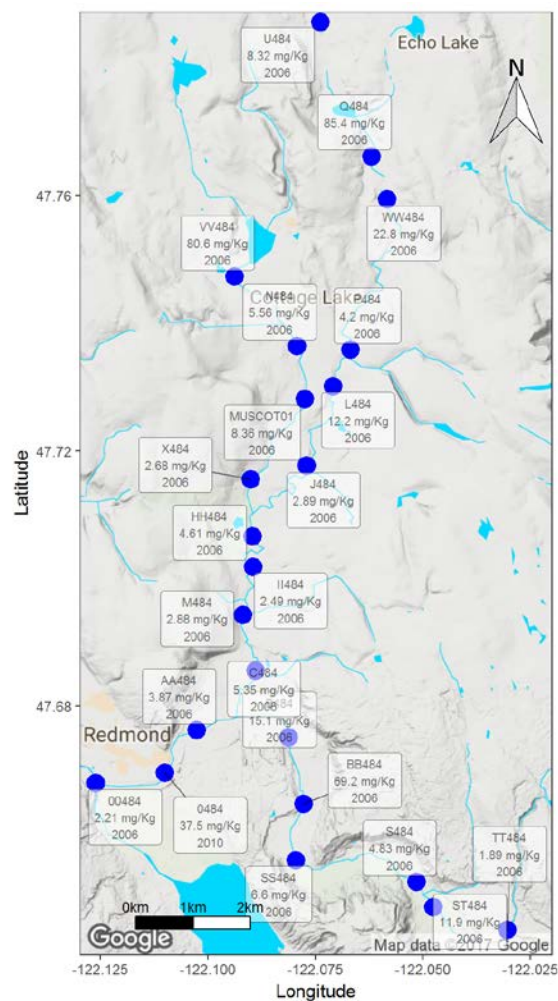 U484
8.32 mg/Kg
2006
Echo Lake
N
Q484
85.4 mg/Kg
2006
47.76
WW484
22.8 mg/Kg
2006
VV484
80.6 mg/Kg
2006
Cottage Lake
N484
5.56 mg/Kg
2006
P484
4.2 mg/Kg
2006
L484
12.2 mg/Kg
2006
MUSCOT01
8.36 mg/Kg
2006
47.72
X484
2.68 mg/Kg
2006
J484
2.89 mg/Kg
2006
Latitude
HH484
4.61 mg/Kg
2006
II484
2.49 mg/Kg
2006
M484
2.88 mg/Kg
2006
C484
5.35 mg/Kg
2006
484
15.1 mg/Kg
2006
AA484
3.87 mg/Kg
2006
47.68
Redmond
BB484
69.2 mg/Kg
2006
00484
2.21 mg/Kg
2006
0484
37.5 mg/Kg
2010
S484
4.83 mg/Kg
2006
TT484
1.89 mg/Kg
2006
SS484
6.6 mg/Kg
2006
ST484
11.9 mg/Kg
2006
0km 1km 2km
Google
Map data ©2017 Google
-122.125 -122.100 -122.075 -122.050 -122.025
Longitude